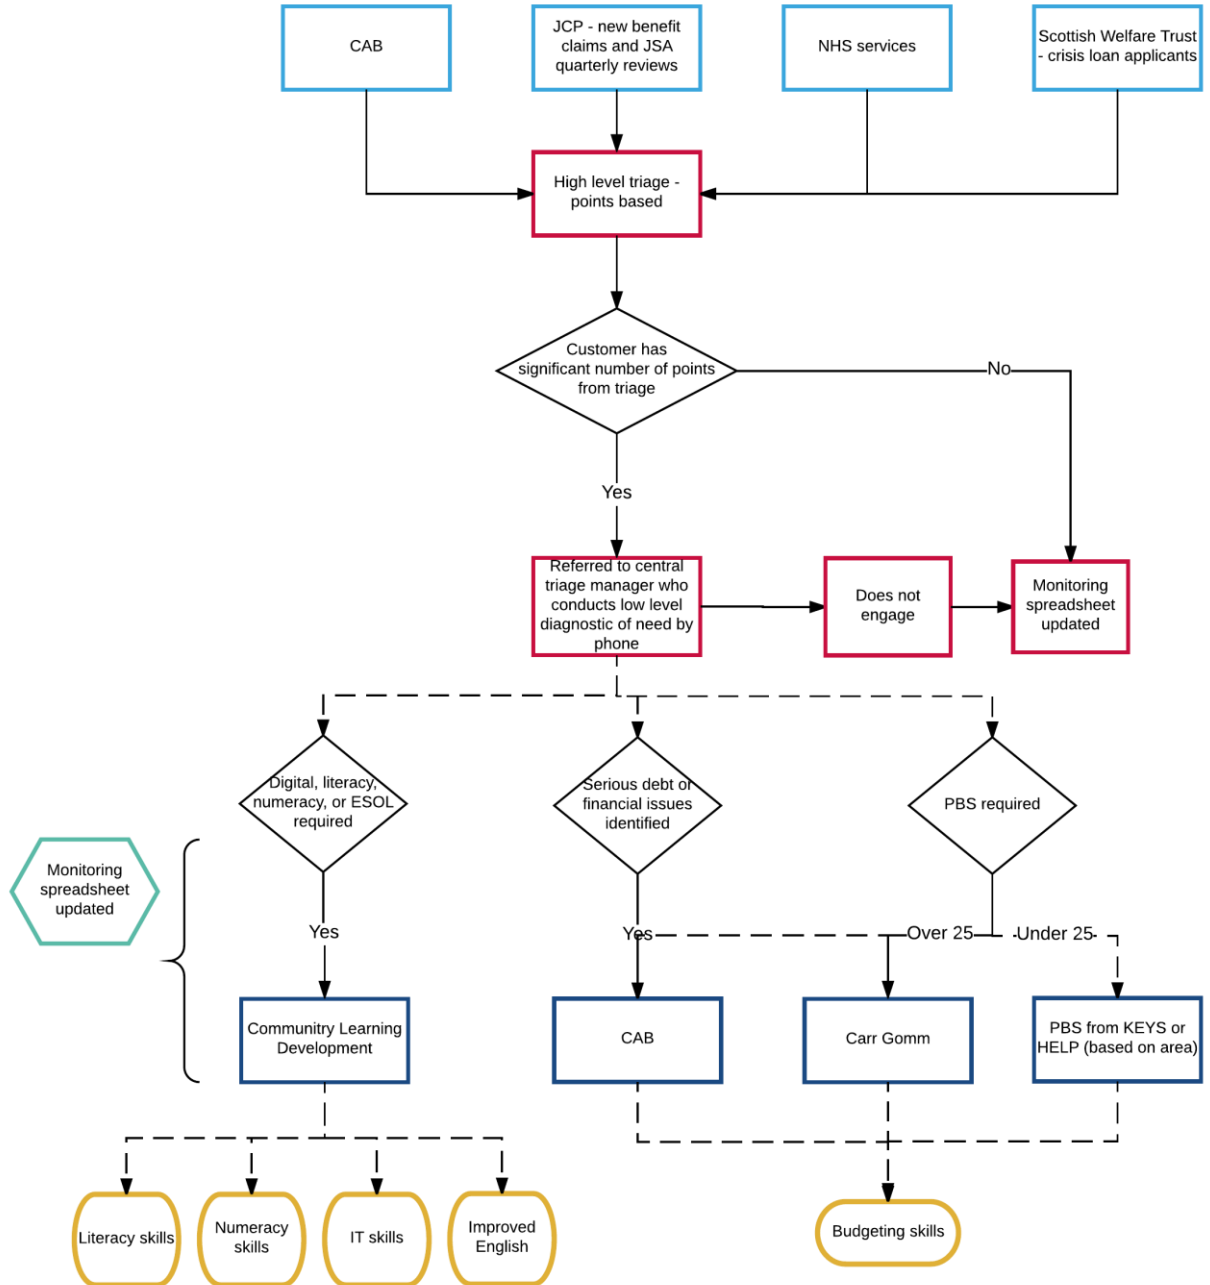 CAB
JCP - new benefit
claims and JSA
quarterly reviews
NHS services
Scottish Welfare Trust
- crisis loan applicants
High level triage -
points based
Customer has
significant number of points
from triage
No
Yes
Referred to central
triage manager who
conducts low level
diagnostic of need by
phone
Does not
engage
Monitoring
spreadsheet
updated
Digital, literacy,
numeracy, or ESOL
required
Serious debt or
financial issues
identified
PBS required
Monitoring
spreadsheet
updated
Yes
Yes
Over 25
Under 25
Communitry Learning
Development
CAB
Carr Gomm
PBS from KEYS or
HELP (based on area)
Literacy skills
Numeracy
skills
IT skills
Improved
English
Budgeting skills